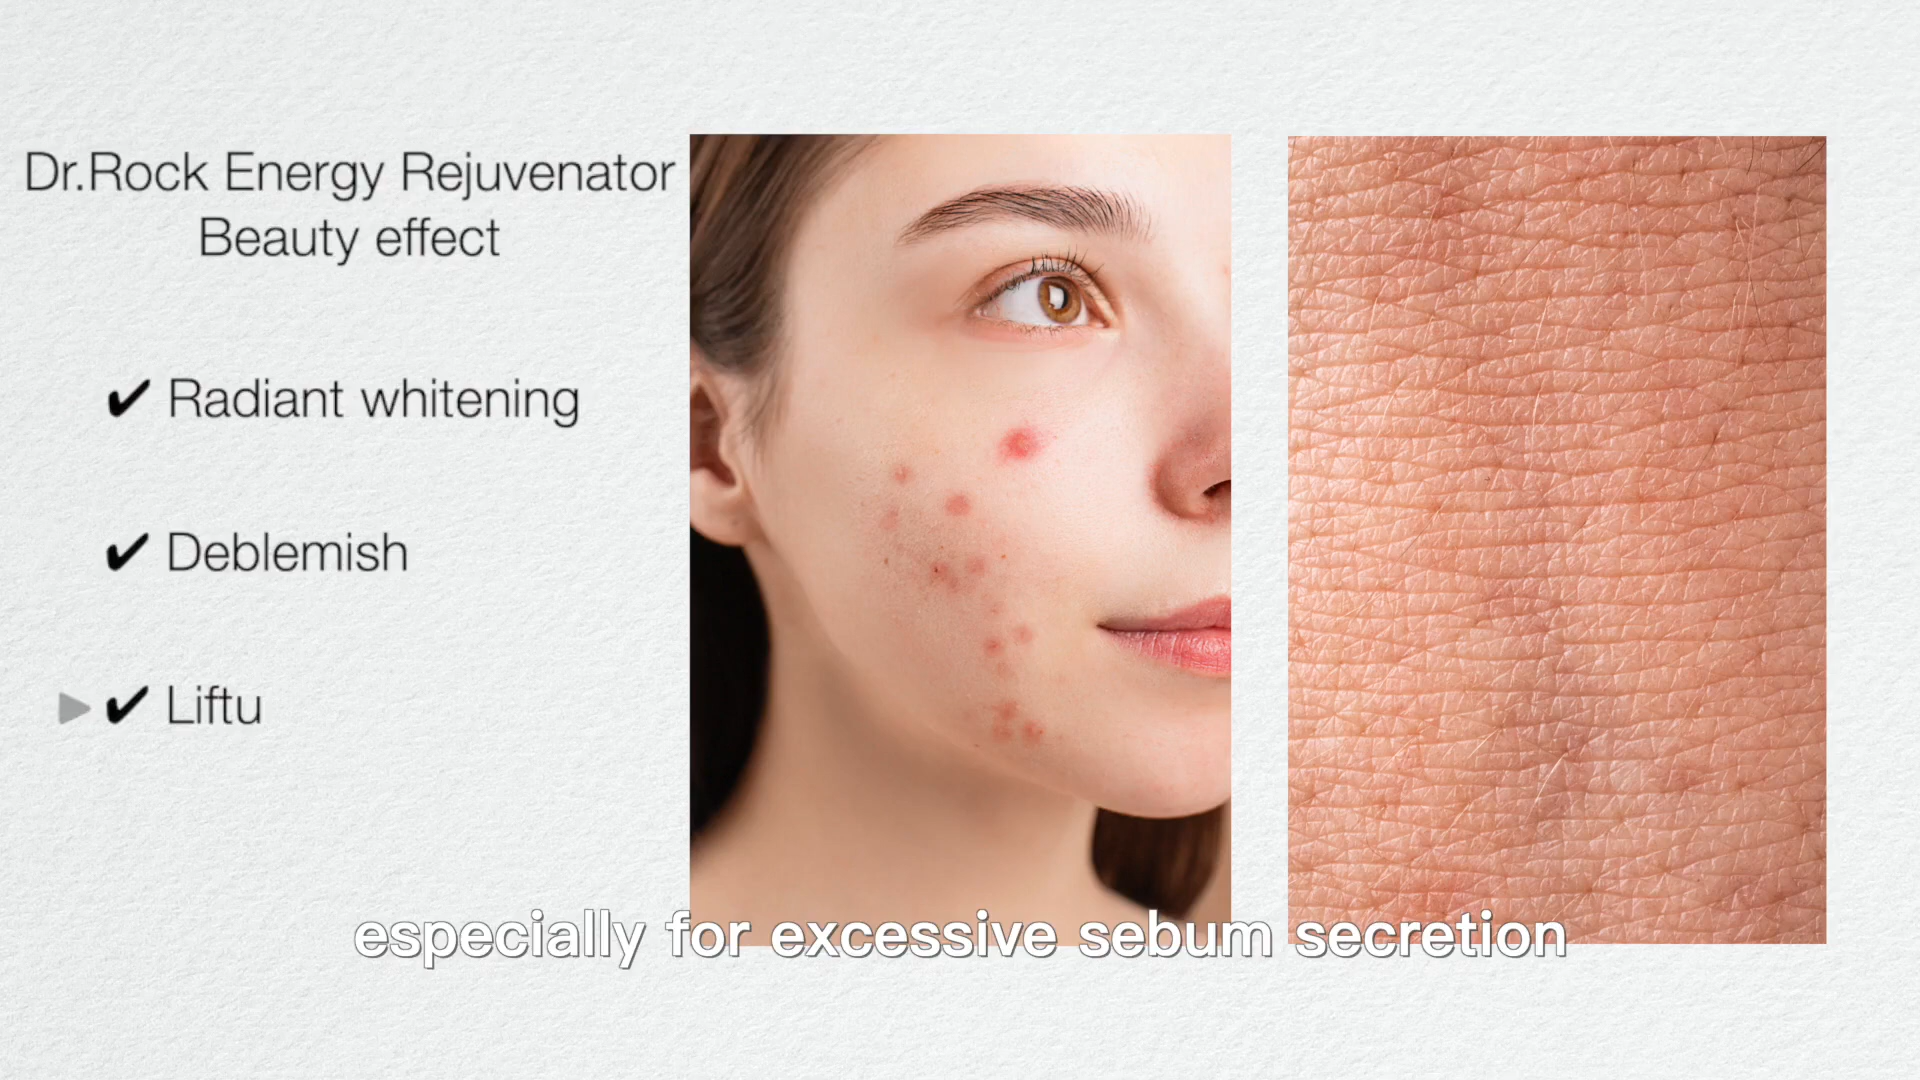 Dr.Rock Energy Rejuvenator
Beauty effect
✔ Radiant whitening
✔ Deblemish
✔ Liftu
especially for excessive sebum secretion